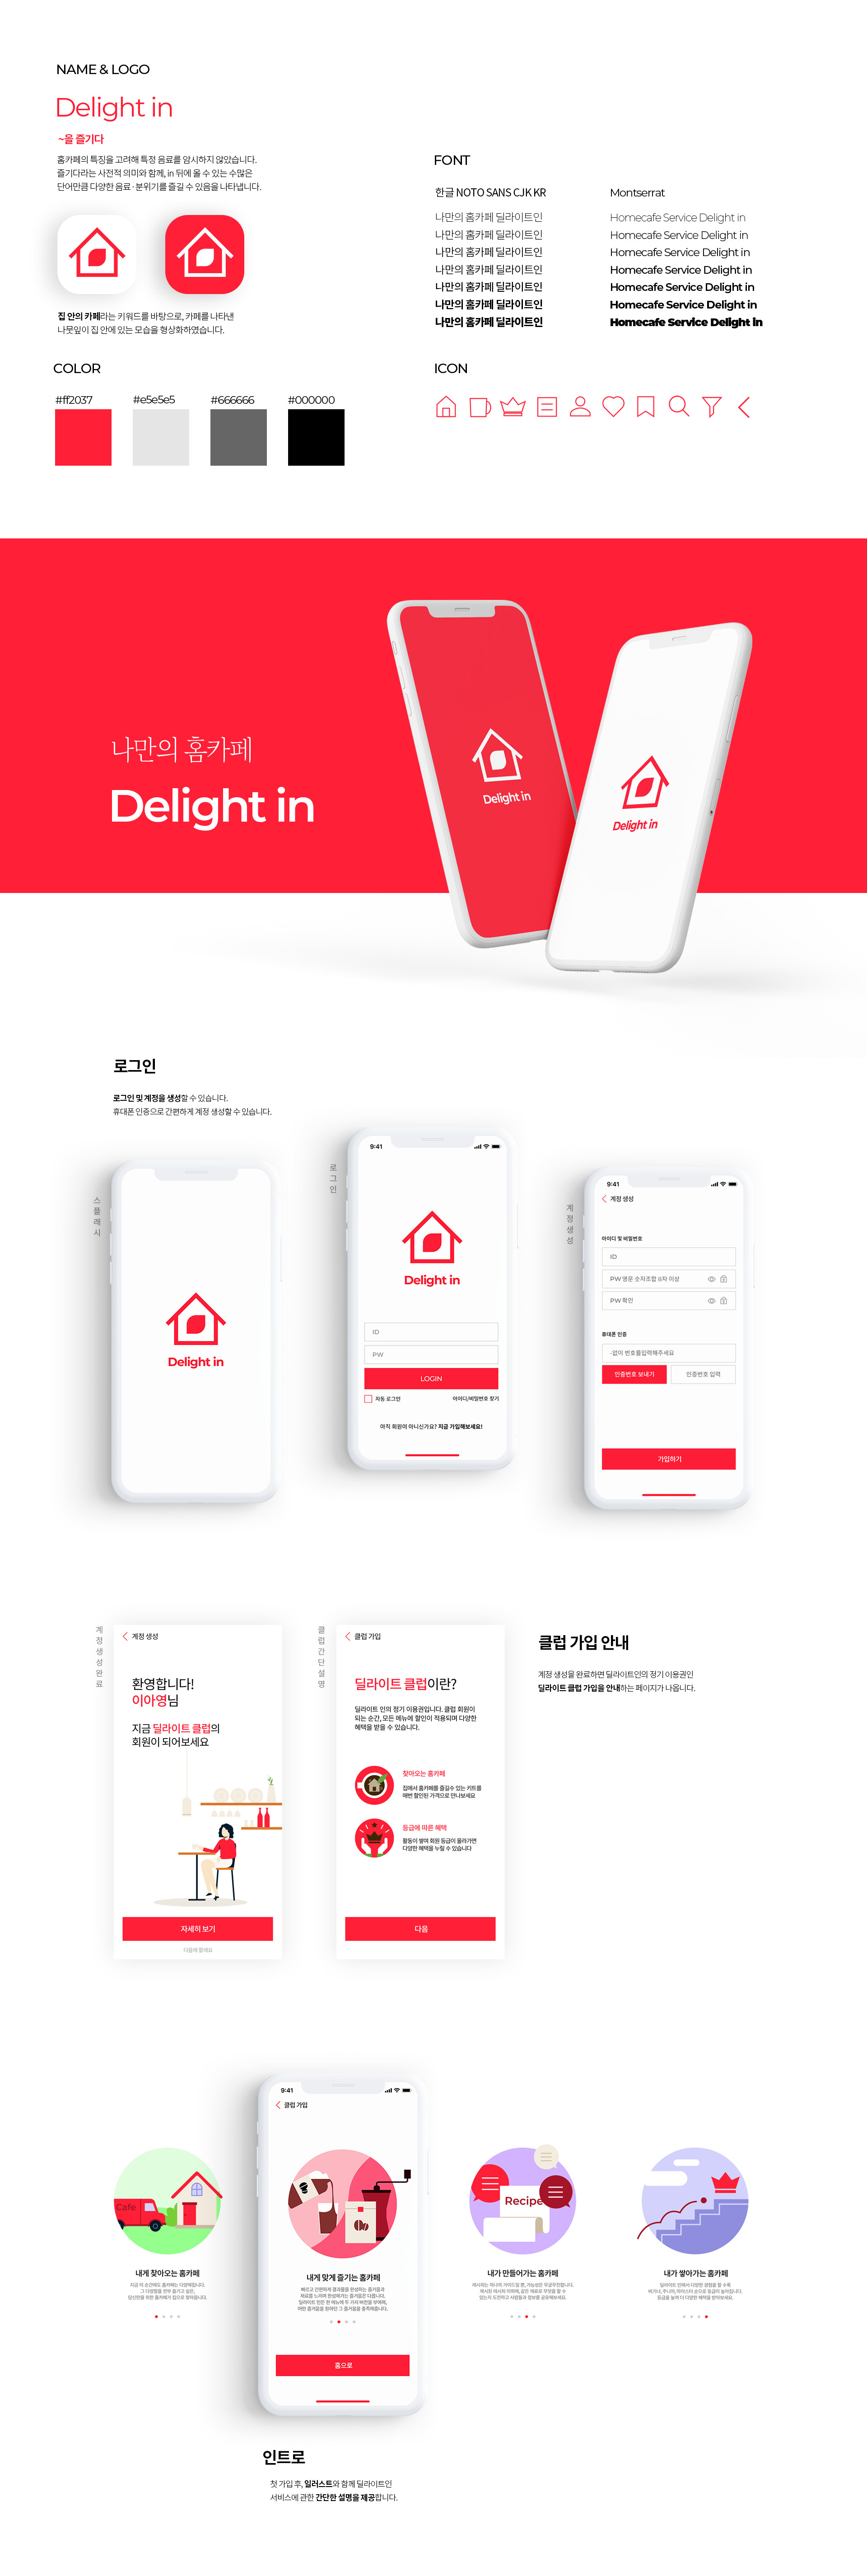 NAME & LOGO
Delight in
~을 즐기다
홈카페의 특징을 고려해 특정 음료를 암시하지 않았습니다.
즐기다라는 사전적 의미와 함께, in 뒤에 올 수 있는 수많은
단어만큼 다양한 음료·분위기를 즐길 수 있음을 나타냅니다.
집 안의 카페라는 키워드를 바탕으로, 카페를 나타낸
나뭇잎이 집 안에 있는 모습을 형상화하였습니다.
FONT
한글 NOTO SANS CJK KR
나만의 홈카페 딜라이트인
나만의 홈카페 딜라이트인
나만의 홈카페 딜라이트인
나만의 홈카페 딜라이트인
나만의 홈카페 딜라이트인
나만의 홈카페 딜라이트인
나만의 홈카페 딜라이트인
Montserrat
Homecafe Service Delight in
Homecafe Service Delight in
Homecafe Service Delight in
Homecafe Service Delight in
Homecafe Service Delight in
Homecafe Service Delight in
Homecafe Service Delight in
COLOR
#ff2037
#e5e5e5
#666666
#000000
ICON
나만의 홈카페
Delight in
Delight in
Delight in
로그인
로그인 및 계정을 생성할 수 있습니다.
휴대폰 인증으로 간편하게 계정 생성할 수 있습니다.
스플래시
Delight in
로그인
9:41
Delight in
ID
PW
LOGIN
자동 로그인
아이디/비밀번호 찾기
아직 회원이 아니신가요? 지금 가입해보세요!
계정생성
9:41
계정 생성
아이디 및 비밀번호
ID
PW 영문 숫자조합 8자 이상
PW 확인
휴대폰 인증
-없이 번호를입력해주세요
인증번호 보내기
인증번호 입력
가입하기
계정생성완료
계정 생성
환영합니다!
이아영님
지금 딜라이트 클럽의
회원이 되어보세요
자세히 보기
다음에 할래요
클럽간단설명
클럽 가입
딜라이트 클럽이란?
딜라이트 인의 정기 이용권입니다. 클럽 회원이
되는 순간, 모든 메뉴에 할인이 적용되며 다양한
혜택을 받을 수 있습니다.
찾아오는 홈카페
집에서 홈카페를 즐길수 있는 키트를
매번 할인된 가격으로 만나보세요
등급에 따른 혜택
활동이 쌓여 회원 등급이 올라가면
다양한 혜택을 누릴 수 있습니다
다음
클럽 가입 안내
계정 생성을 완료하면 딜라이트인의 정기 이용권인
딜라이트 클럽 가입을 안내하는 페이지가 나옵니다.
Cafe
내게 찾아오는 홈카페
9:41
클럽 가입
내게 맞게 즐기는 홈카페
홈으로
Recipe
내가 만들어가는 홈카페
내가 쌓아가는 홈카페
인트로
첫 가입 후, 일러스트와 함께 딜라이트인
서비스에 관한 간단한 설명을 제공합니다.